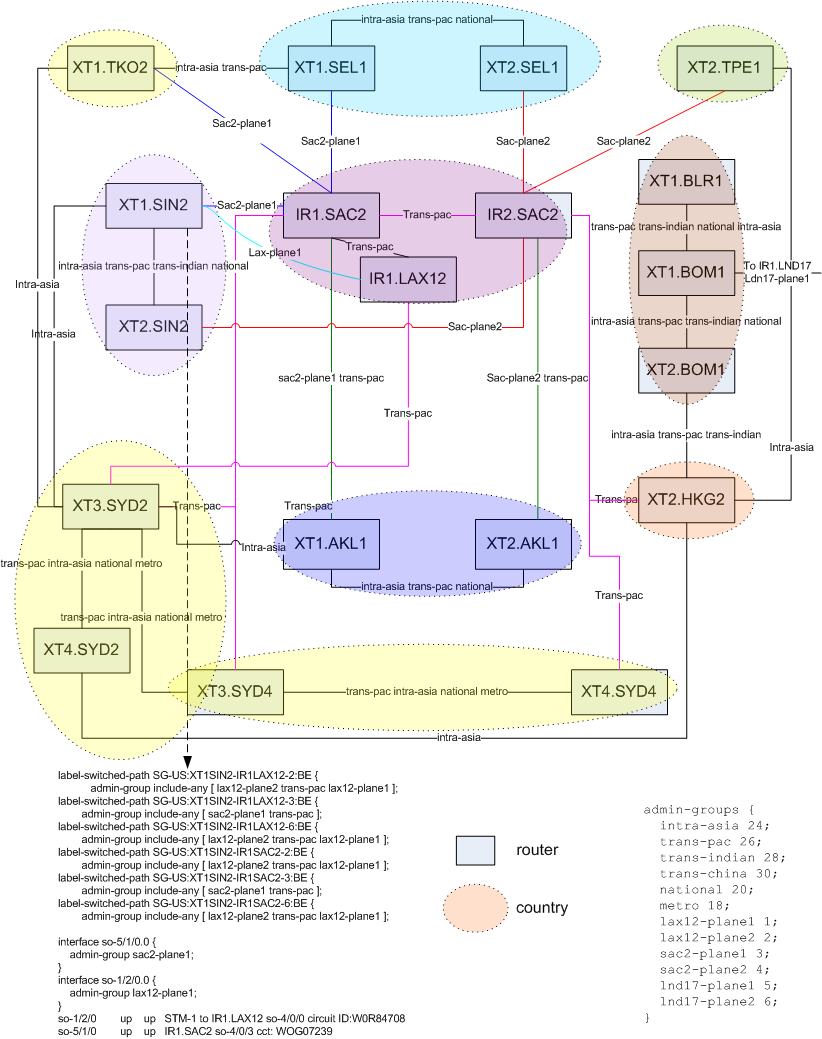 intra-asia trans-pac national
XT1.TKO2
intra-asia trans-pac
XT1.SEL1
XT2.SEL1
XT2.TPE1
Sac2-plane1
Sac2-plane1
Sac-plane2
Sac-plane2
XT1.BLR1
XT1.SIN2
Sac2-plane1
IR1.SAC2
Trans-pac
IR2.SAC2
trans-pac trans-indian national intra-asia
Lax-plane1
Trans-pac
intra-asia trans-pac trans-indian national
IR1.LAX12
XT1.BOM1
To IR1.LND17
Ldn17-plane1
Intra-asia
Intra-asia
XT2.SIN2
Sac-plane2
intra-asia trans-pac trans-indian national
XT2.BOM1
sac2-plane1 trans-pac
Sac-plane2 trans-pac
Trans-pac
intra-asia trans-pac trans-indian
Intra-asia
XT3.SYD2
Trans-pac
Trans-pac
Trans-pa
XT2.HKG2
XT1.AKL1
XT2.AKL1
Intra-asia
trans-pac intra-asia national metro
intra-asia trans-pac national
Trans-pac
trans-pac intra-asia national metro
XT4.SYD2
XT3.SYD4
trans-pac intra-asia national metro
XT4.SYD4
intra-asia
label-switched-path SG-US:XT1SIN2-IR1LAX12-2:BE {
admin-group include-any [ lax12-plane2 trans-pac lax12-plane1 ];
label-switched-path SG-US:XT1SIN2-IR1LAX12-3:BE {
admin-group include-any [ sac2-plane1 trans-pac ];
label-switched-path SG-US:XT1SIN2-IR1LAX12-6:BE {
admin-group include-any [ lax12-plane2 trans-pac lax12-plane1 ];
label-switched-path SG-US:XT1SIN2-IR1SAC2-2:BE {
admin-group include-any [ lax12-plane2 trans-pac lax12-plane1 ];
label-switched-path SG-US:XT1SIN2-IR1SAC2-3:BE {
admin-group include-any [ sac2-plane1 trans-pac ];
label-switched-path SG-US:XT1SIN2-IR1SAC2-6:BE {
admin-group include-any [ lax12-plane2 trans-pac lax12-plane1 ];
interface so-5/1/0.0 {
admin-group sac2-plane1;
}
interface so-1/2/0.0 {
admin-group lax12-plane1;
}
so-1/2/0 up up STM-1 to IR1.LAX12 so-4/0/0 circuit ID:W0R84708
so-5/1/0 up up IR1.SAC2 so-4/0/3 cct: WOG07239
router
country
admin-groups {
intra-asia 24;
trans-pac 26;
trans-indian 28;
trans-china 30;
national 20;
metro 18;
lax12-plane1 1;
lax12-plane2 2;
sac2-plane1 3;
sac2-plane2 4;
lnd17-plane1 5;
lnd17-plane2 6;
}